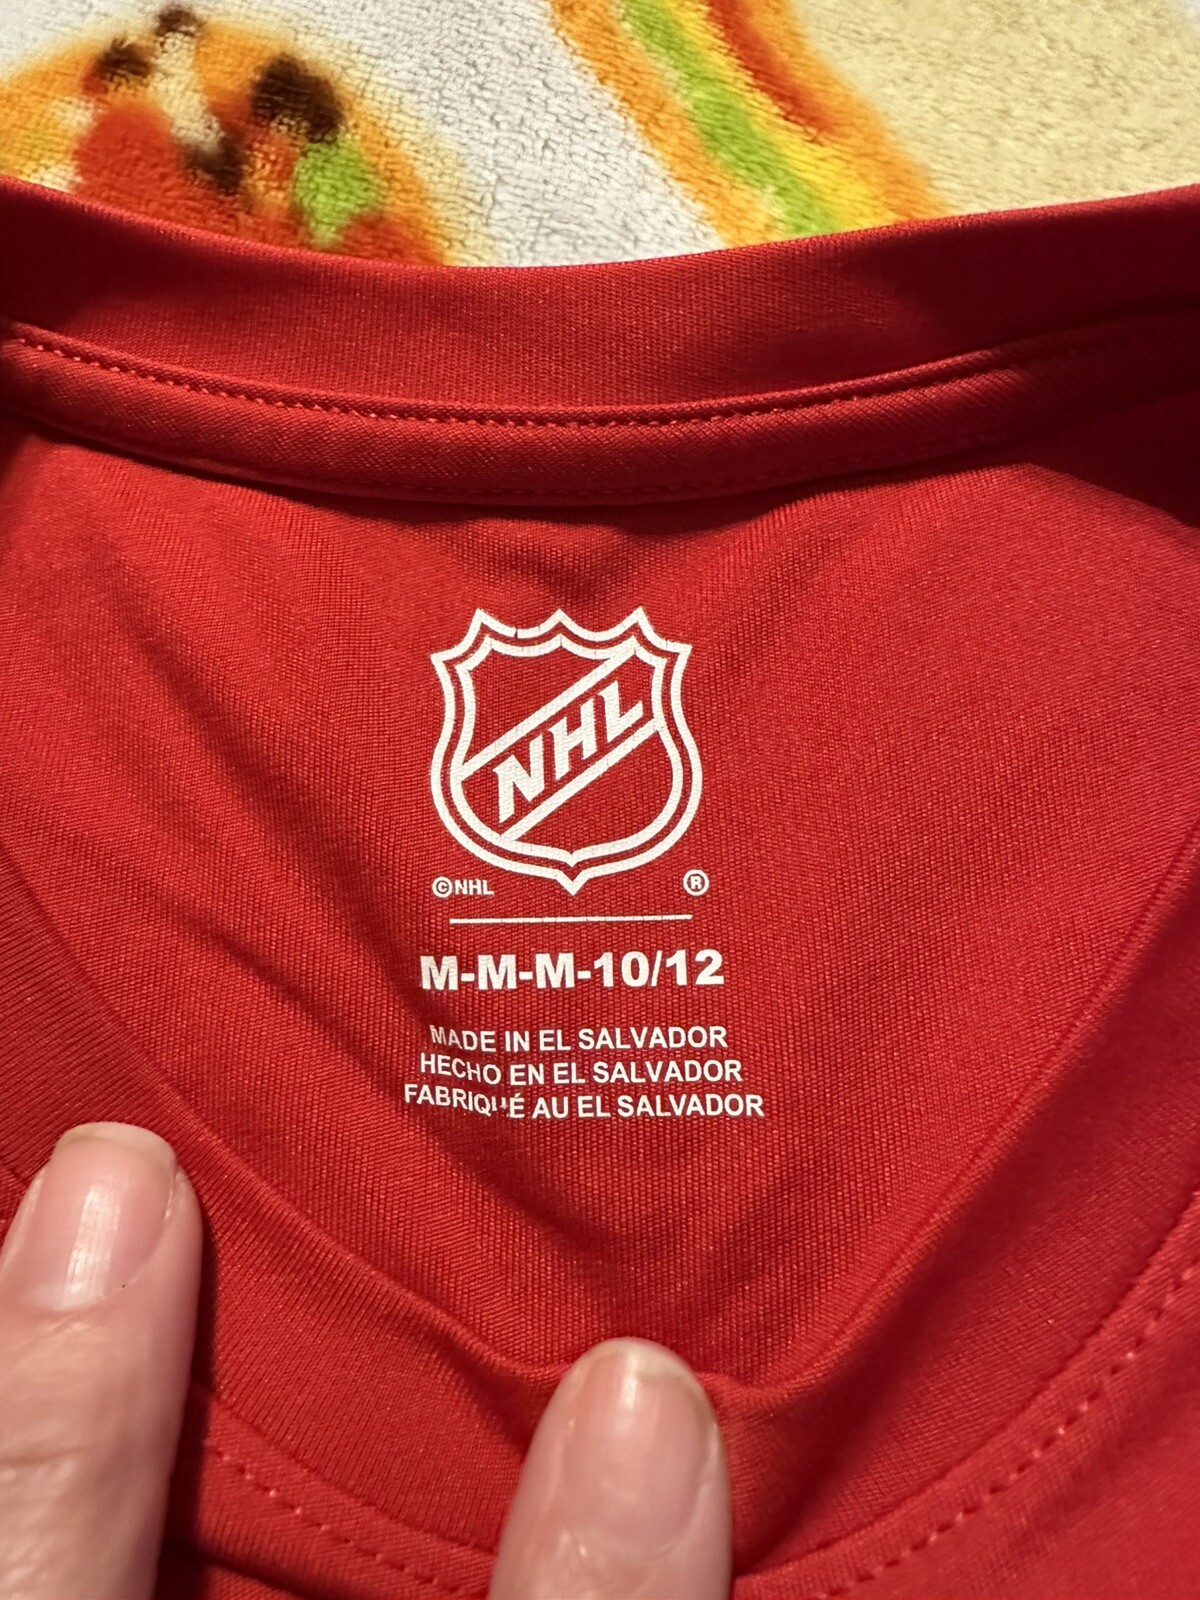 NHL
©NHL ®
M-M-M-10/12
MADE IN EL SALVADOR
HECHO EN EL SALVADOR
FABRIQUÉ AU EL SALVADOR